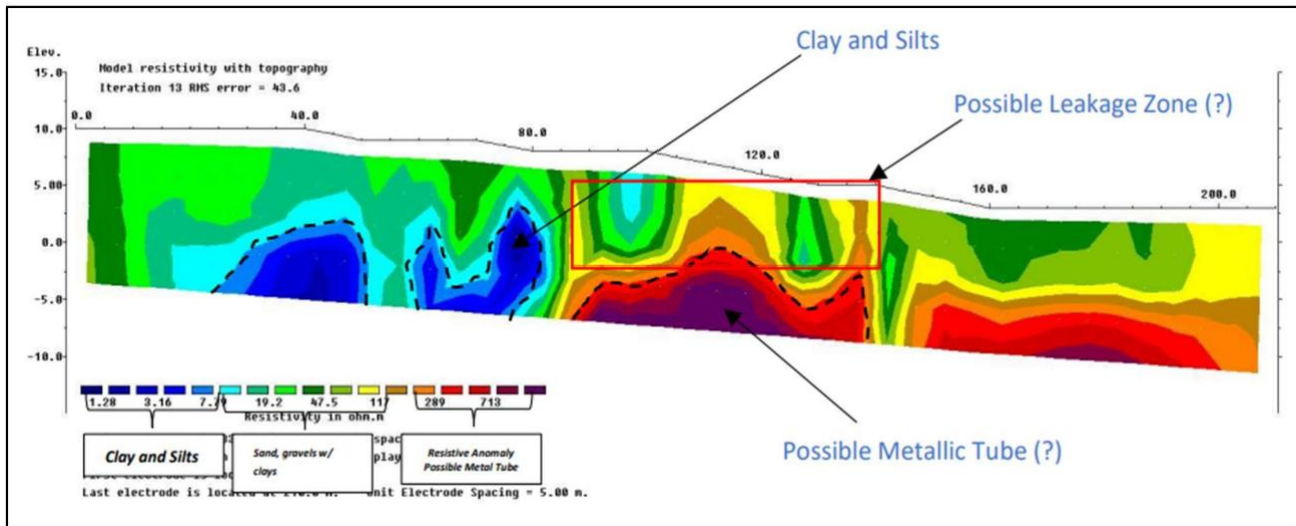 Clay and Silts
Elev.
15.0
Model resistivity with topography
Iteration 13 RMS error = 43.6
Possible Leakage Zone (?)
0.0
40.0
10.0
80.0
120.0
5.00
160.0
200.0
0.0
-5.0
-10.0
1.28 3.16 7.79 19.2 47.5 117 289 713
Resistivity in ohm.m
Clay and Silts
Sand, gravels w/
clays
Resistive Anomaly
Possible Metal Tube
Possible Metallic Tube (?)
Last electrode is located at m. Unit Electrode Spacing = 5.00 m.